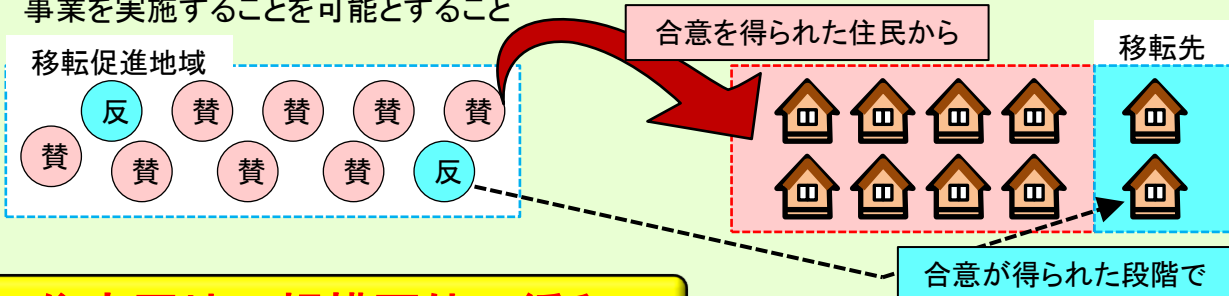 事業を実施することを可能とすること
合意を得られた住民から
移転促進地域
移転先
反 賛 賛 賛 賛
賛 賛 賛 賛 反
合意が得られた段階で